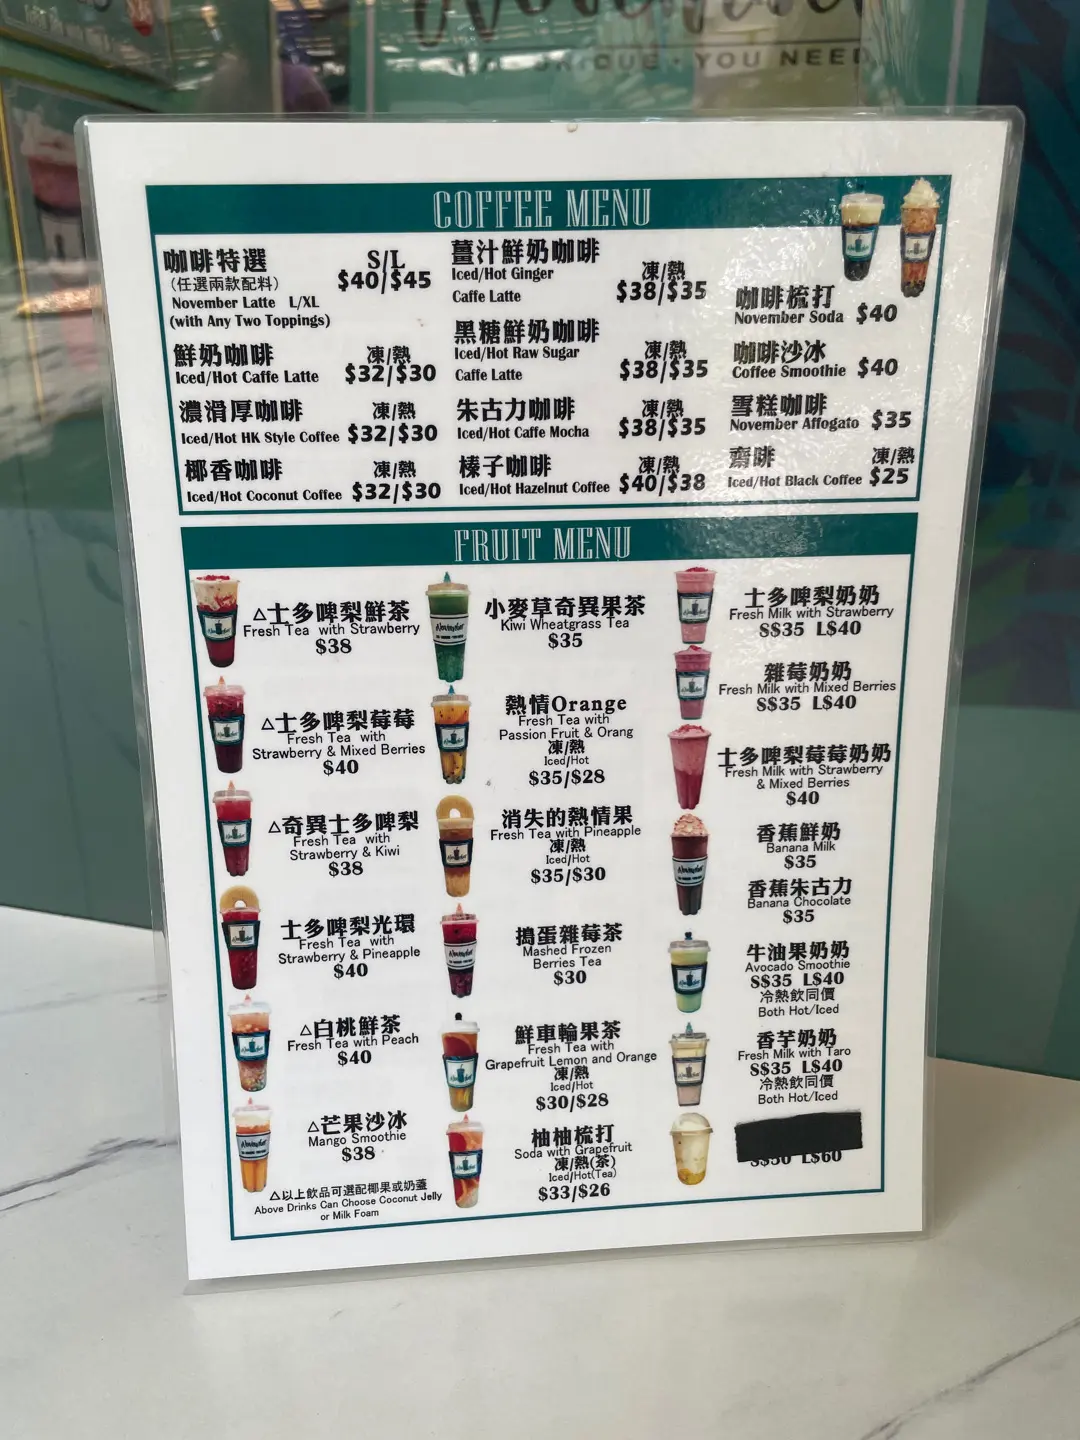 UNIQUE · YOU NEED
COFFEE MENU
咖啡特選
(任選兩款配料)
November Latte L/XL
(with Any Two Toppings)
S/L
$40/$45
鮮奶咖啡
Iced/Hot Caffe Latte
凍/熱
$32/$30
濃滑厚咖啡
Iced/Hot HK Style Coffee
凍/熱
$32/$30
椰香咖啡
Iced/Hot Coconut Coffee
凍/熱
$32/$30
薑汁鮮奶咖啡
Iced/Hot Ginger
Caffe Latte
凍/熱
$38/$35
黑糖鮮奶咖啡
Iced/Hot Raw Sugar
Caffe Latte
凍/熱
$38/$35
朱古力咖啡
Iced/Hot Caffe Mocha
凍/熱
$38/$35
榛子咖啡
Iced/Hot Hazelnut Coffee
凍/熱
$40/$38
咖啡梳打
November Soda $40
咖啡沙冰
Coffee Smoothie $40
雪糕咖啡
November Affogato $35
齋啡
Iced/Hot Black Coffee
凍/熱
$25
FRUIT MENU
△士多啤梨鮮茶
Fresh Tea with Strawberry
$38
△士多啤梨莓莓
Fresh Tea with
Strawberry & Mixed Berries
$40
△奇異士多啤梨
Fresh Tea with
Strawberry & Kiwi
$38
士多啤梨光環
Fresh Tea with
Strawberry & Pineapple
$40
△白桃鮮茶
Fresh Tea with Peach
$40
△芒果沙冰
Mango Smoothie
$38
△以上飲品可選配椰果或奶蓋
Above Drinks Can Choose Coconut Jelly
or Milk Foam
小麥草奇異果茶
Kiwi Wheatgrass Tea
$35
熱情Orange
Fresh Tea with
Passion Fruit & Orang
凍/熱
Iced/Hot
$35/$28
消失的熱情果
Fresh Tea with Pineapple
凍/熱
Iced/Hot
$35/$30
搗蛋雜莓茶
Mashed Frozen
Berries Tea
$30
鮮車輪果茶
Fresh Tea with
Grapefruit Lemon and Orange
凍/熱
Iced/Hot
$30/$28
柚柚梳打
Soda with Grapefruit
凍/熱(茶)
Iced/Hot(Tea)
$33/$26
士多啤梨奶奶
Fresh Milk with Strawberry
S$35 L$40
雜莓奶奶
Fresh Milk with Mixed Berries
S$35 L$40
士多啤梨莓莓奶奶
Fresh Milk with Strawberry
& Mixed Berries
$40
香蕉鮮奶
Banana Milk
$35
香蕉朱古力
Banana Chocolate
$35
牛油果奶奶
Avocado Smoothie
S$35 L$40
冷熱飲同價
Both Hot/Iced
香芋奶奶
Fresh Milk with Taro
S$35 L$40
冷熱飲同價
Both Hot/Iced
S$50 L$60